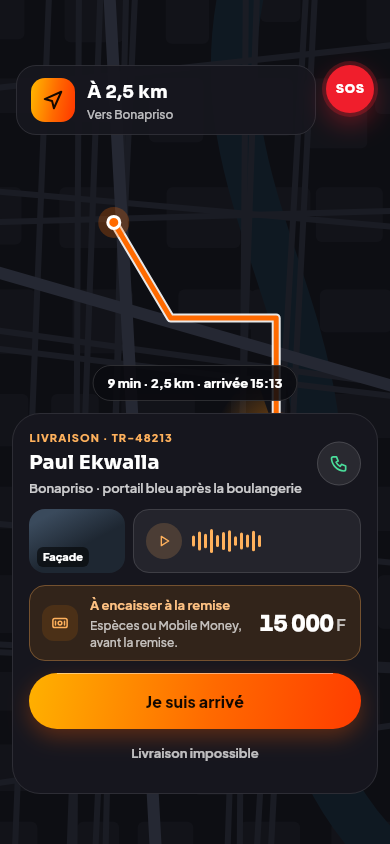 À 2,5 km
Vers Bonapriso
SOS
9 min · 2,5 km · arrivée 15:13
LIVRAISON · TR-48213
Paul Ekwalla
Bonapriso · portail bleu après la boulangerie
Façade
À encaisser à la remise
Espèces ou Mobile Money,
avant la remise.
15 000 F
Je suis arrivé
Livraison impossible